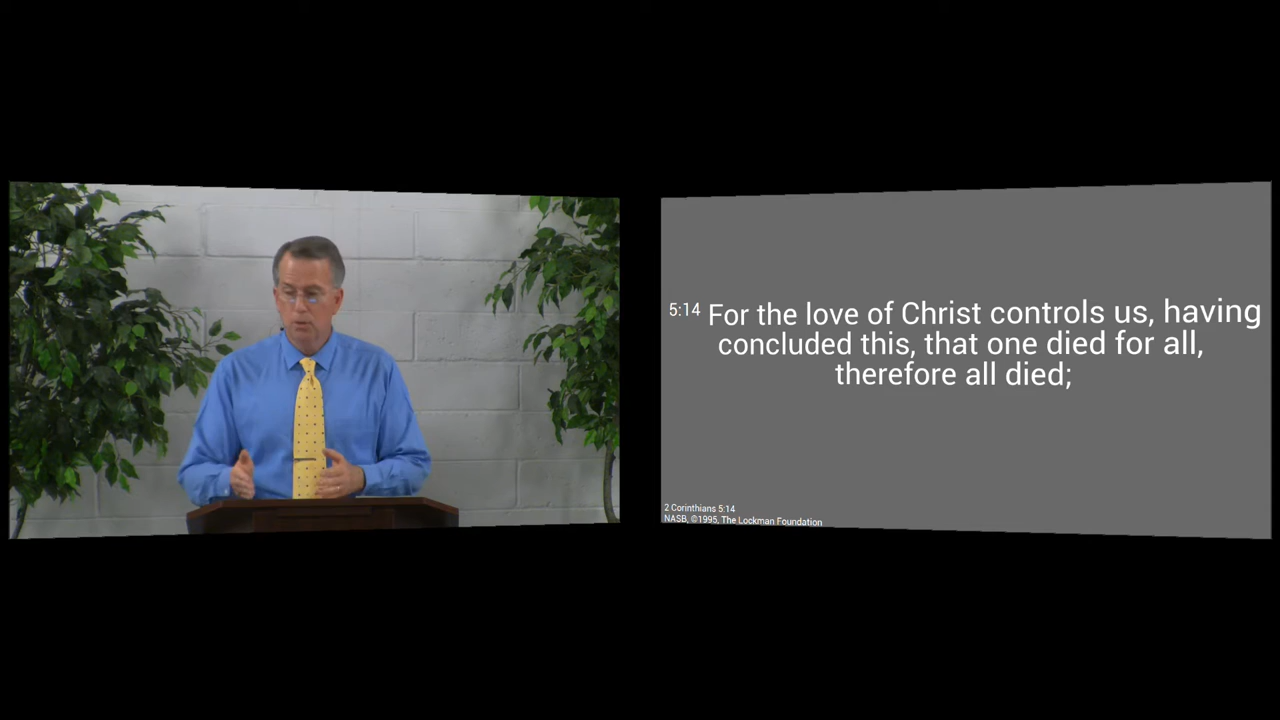 5:14 For the love of Christ controls us, having
concluded this, that one died for all,
therefore all died;
2 Corinthians 5:14
NASB, ©1995, The Lockman Foundation